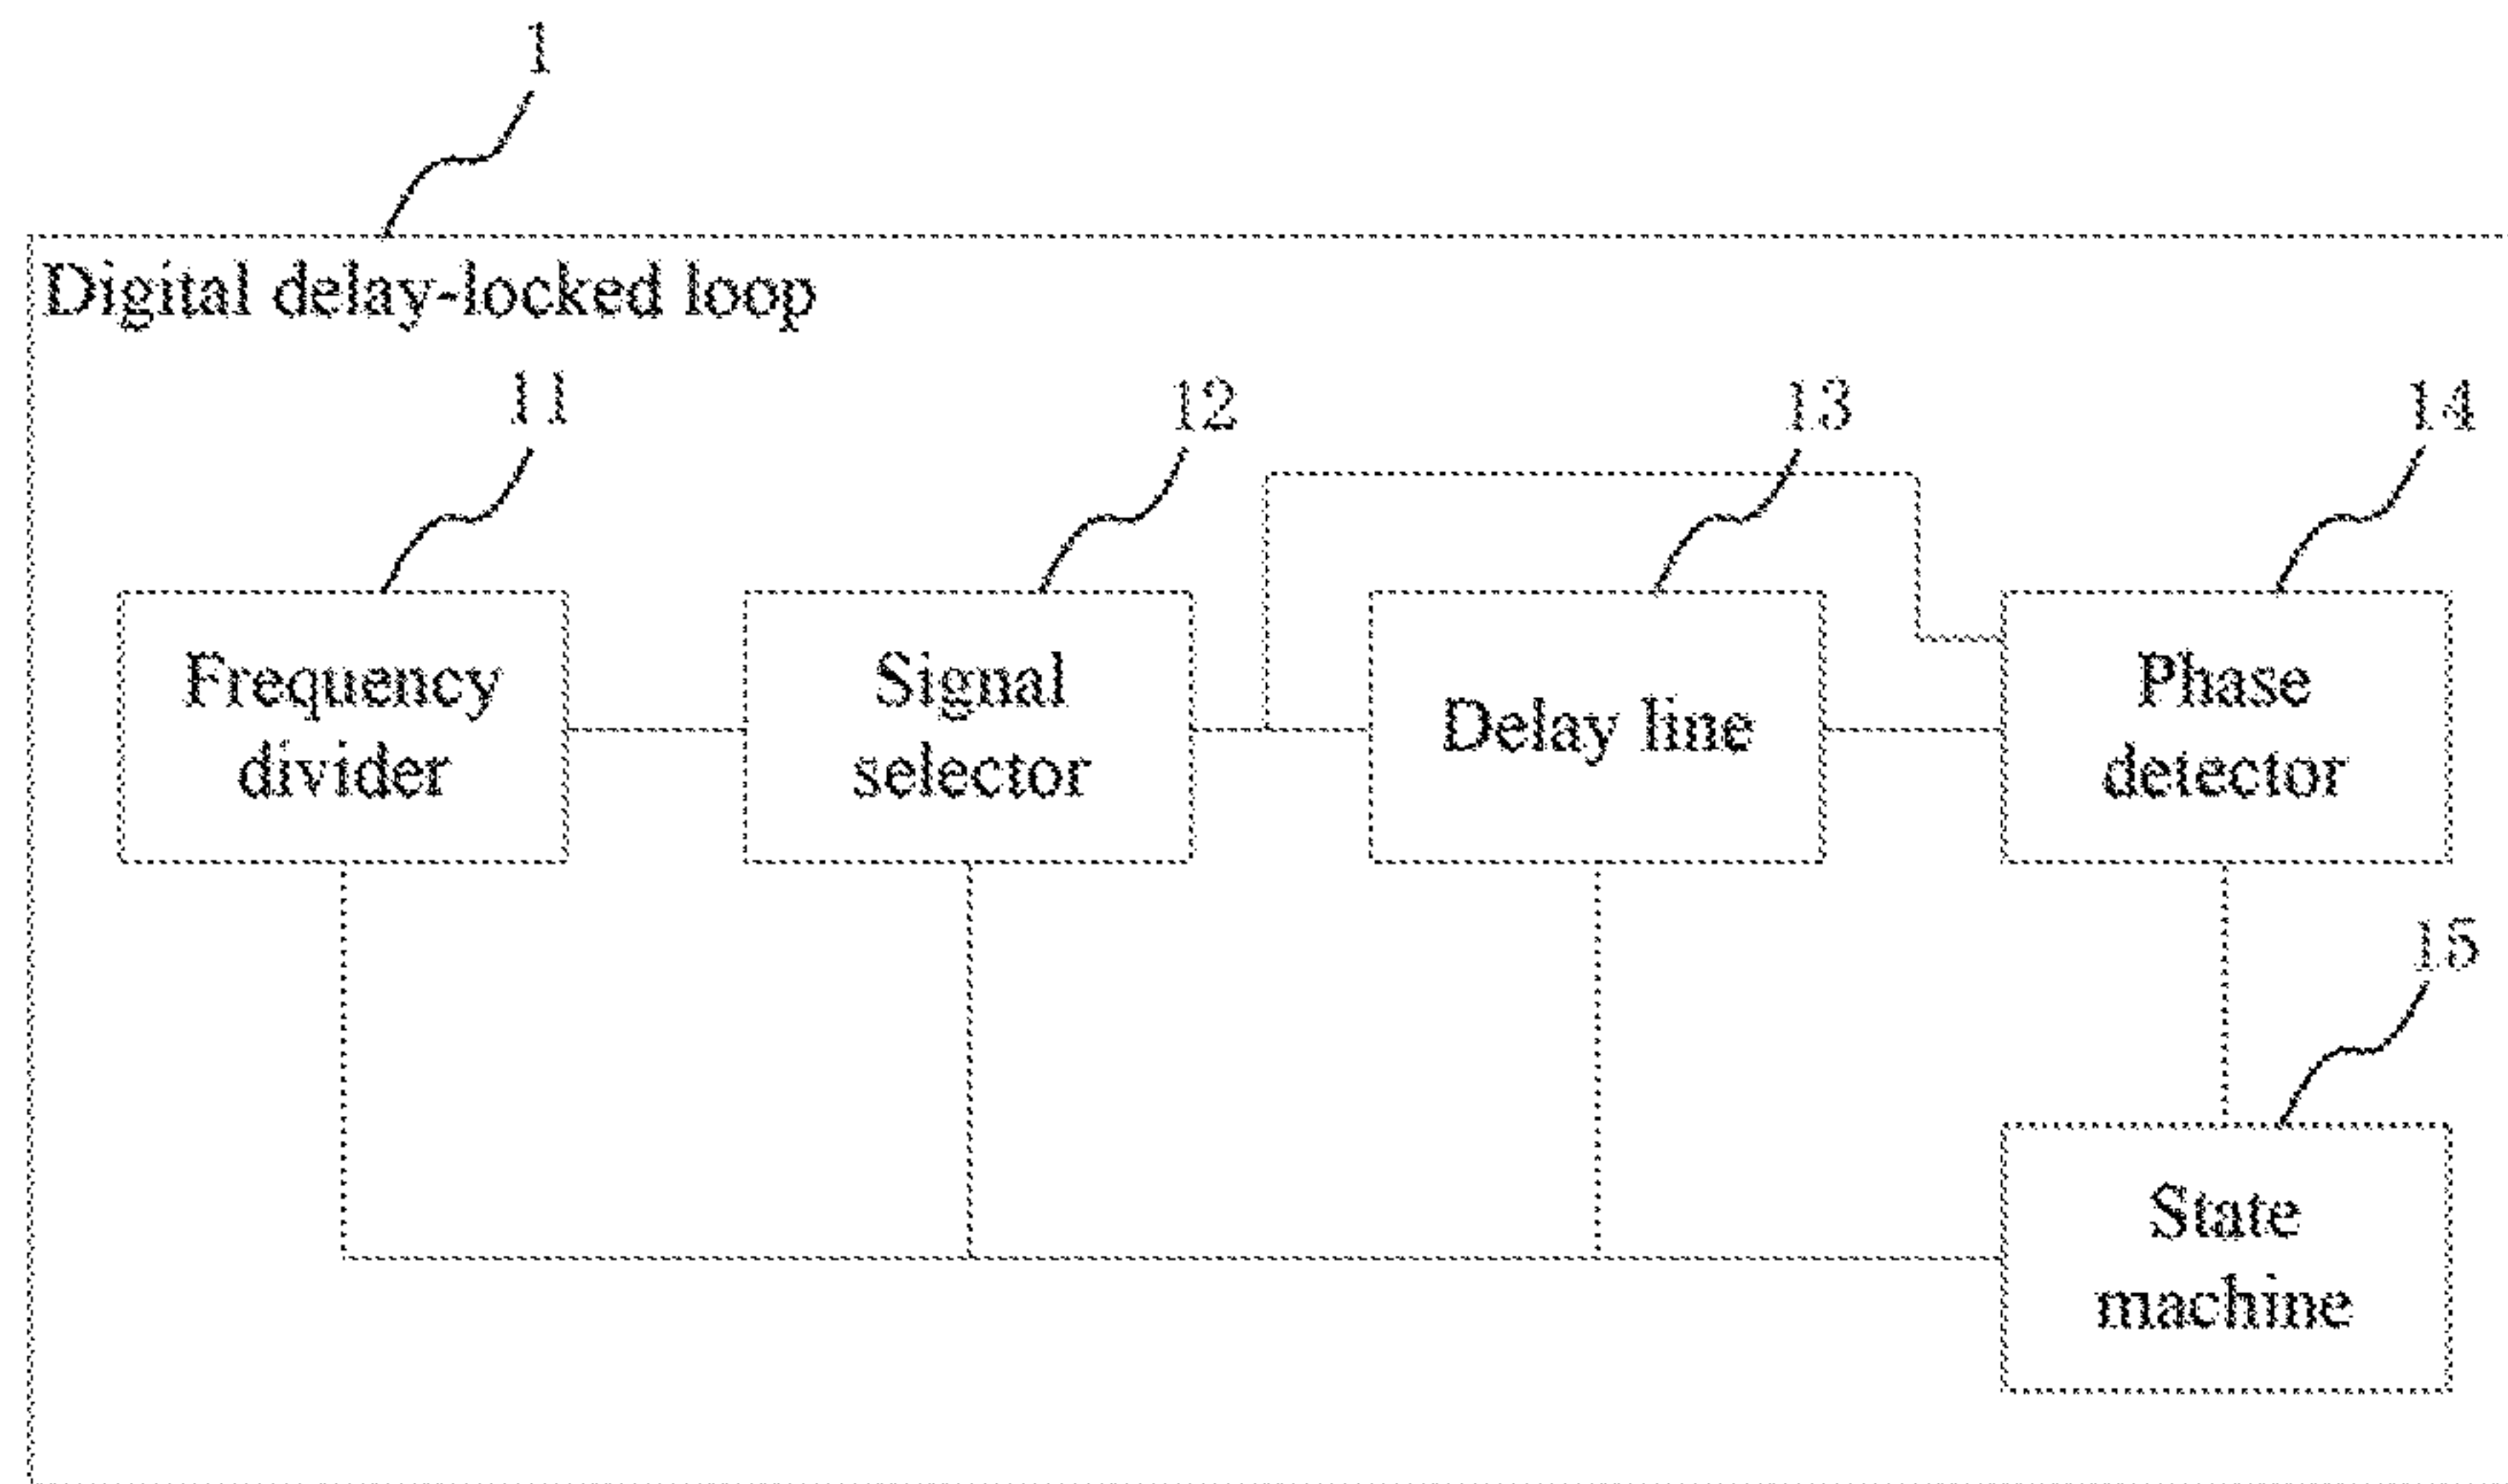 1
Digital delay-locked loop
11
12
13
14
Frequency
divider
Signal
selector
Delay line
Phase
detector
15
State
machine